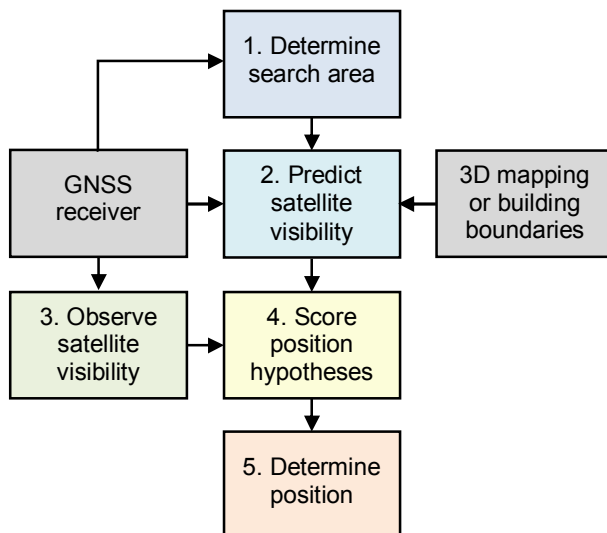 1. Determine
search area
GNSS
receiver
2. Predict
satellite
visibility
3D mapping
or building
boundaries
3. Observe
satellite
visibility
4. Score
position
hypotheses
5. Determine
position